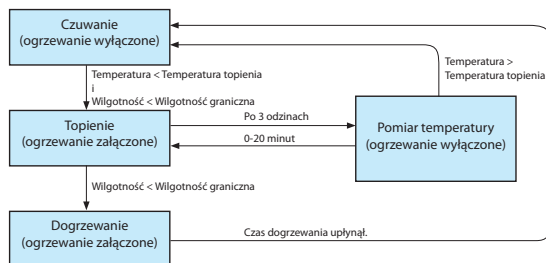 Czuwanie
(ogrzewanie wyłączone)
Temperatura < Temperatura topienia
i
Wilgotność < Wilgotność graniczna
Temperatura >
Temperatura topienia
Topienie
(ogrzewanie załączone)
Po 3 odzinach
0-20 minut
Pomiar temperatury
(ogrzewanie wyłączone)
Wilgotność < Wilgotność graniczna
Dogrzewanie
(ogrzewanie załączone)
Czas dogrzewania upłynął.